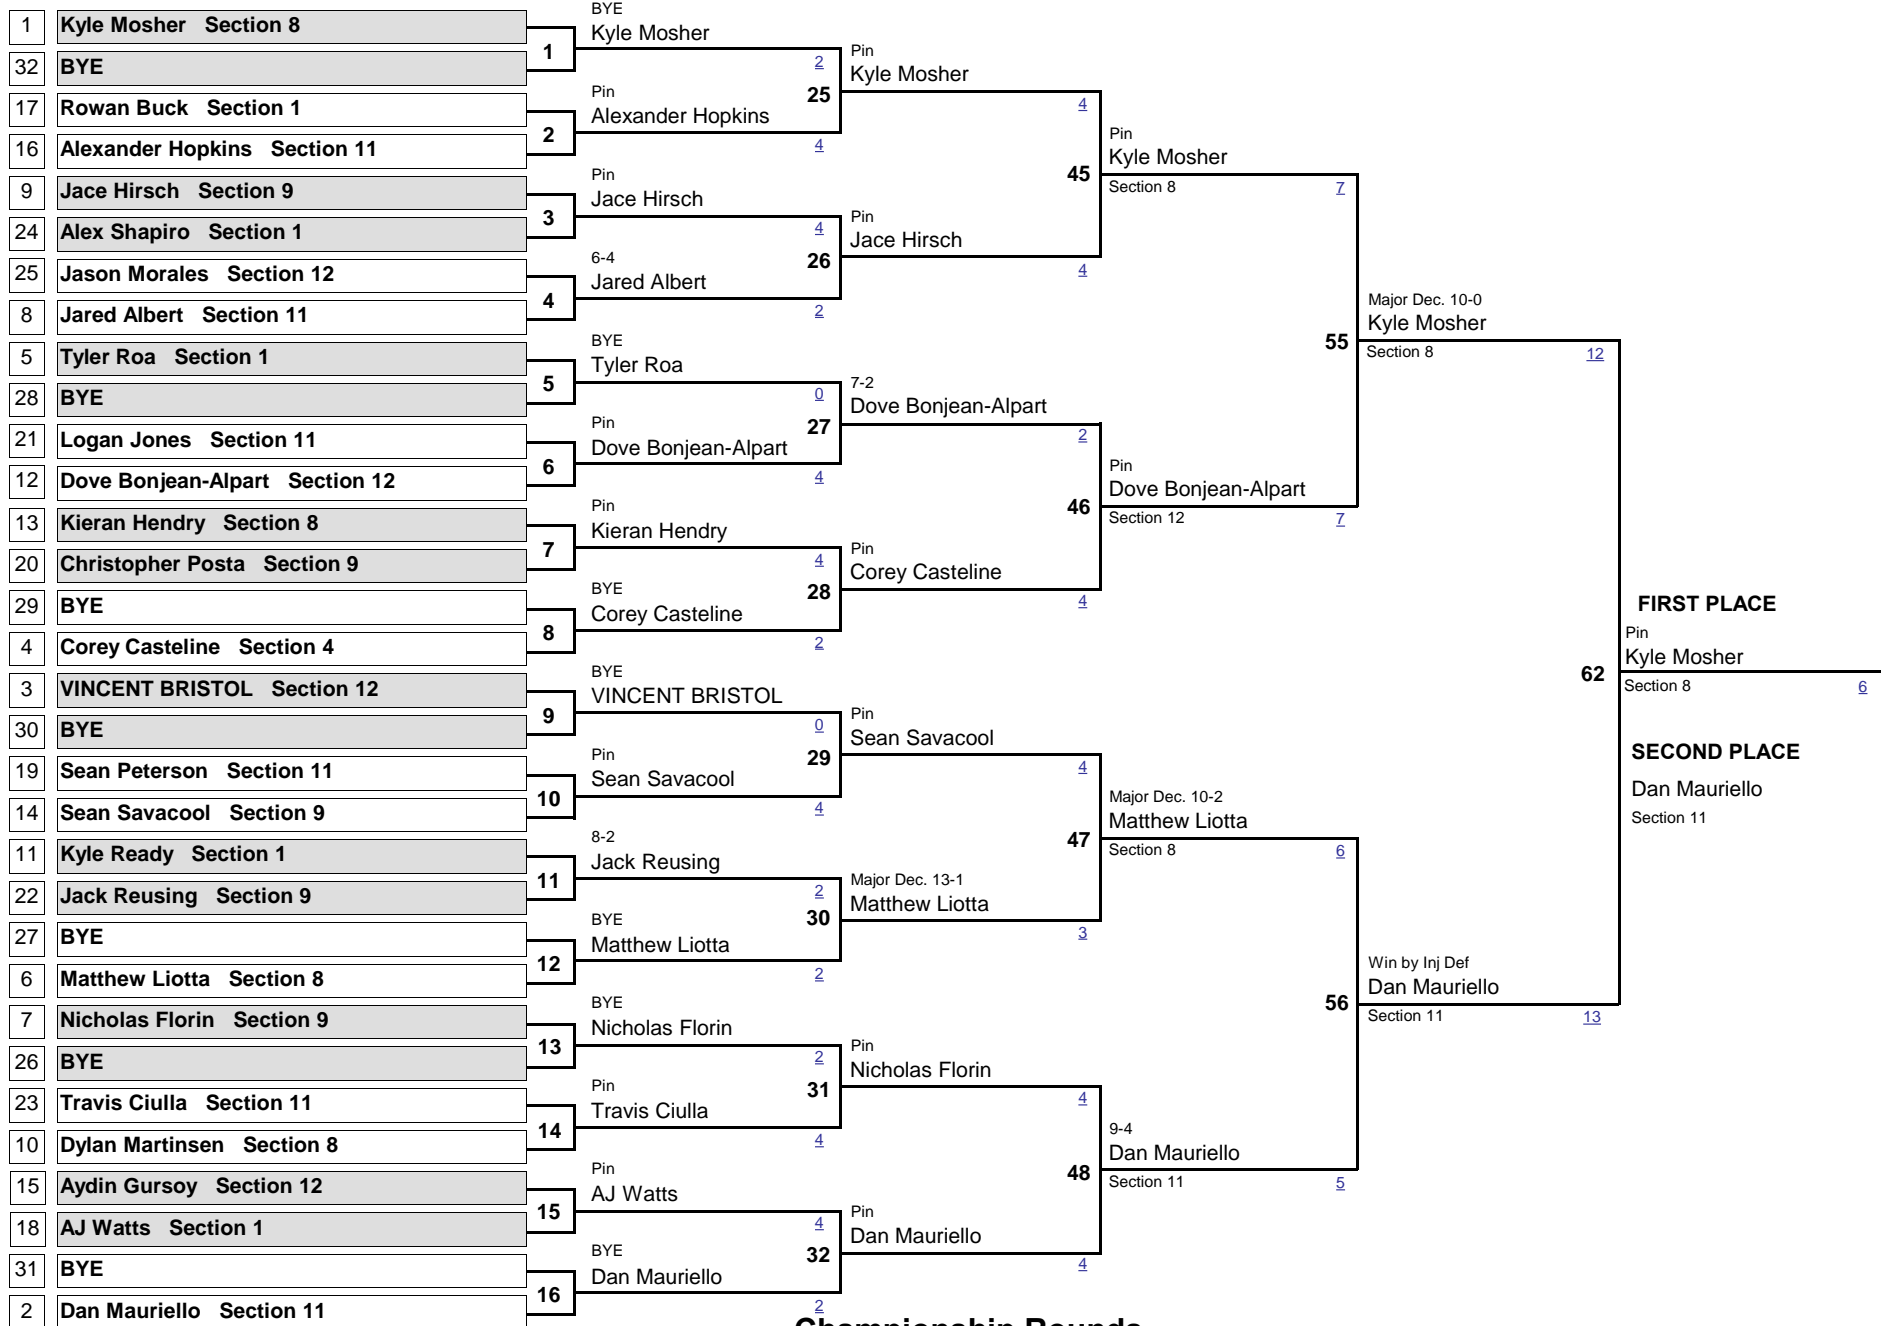 1 Kyle Mosher Section 8
32 BYE
17 Rowan Buck Section 1
16 Alexander Hopkins Section 11
9 Jace Hirsch Section 9
24 Alex Shapiro Section 1
25 Jason Morales Section 12
8 Jared Albert Section 11
5 Tyler Roa Section 1
28 BYE
21 Logan Jones Section 11
12 Dove Bonjean-Alpart Section 12
13 Kieran Hendry Section 8
20 Christopher Posta Section 9
29 BYE
4 Corey Casteline Section 4
3 VINCENT BRISTOL Section 12
30 BYE
19 Sean Peterson Section 11
14 Sean Savacool Section 9
11 Kyle Ready Section 1
22 Jack Reusing Section 9
27 BYE
6 Matthew Liotta Section 8
7 Nicholas Florin Section 9
26 BYE
23 Travis Ciulla Section 11
10 Dylan Martinsen Section 8
15 Aydin Gursoy Section 12
18 AJ Watts Section 1
31 BYE
2 Dan Mauriello Section 11
BYE
1 Kyle Mosher
2
Pin
2 Alexander Hopkins
4
Pin
3 Jace Hirsch
4
6-4
4 Jared Albert
2
BYE
5 Tyler Roa
0
Pin
6 Dove Bonjean-Alpart
4
Pin
7 Kieran Hendry
4
BYE
8 Corey Casteline
2
BYE
9 VINCENT BRISTOL
0
Pin
10 Sean Savacool
4
8-2
11 Jack Reusing
2
BYE
12 Matthew Liotta
2
BYE
13 Nicholas Florin
2
Pin
14 Travis Ciulla
4
Pin
15 AJ Watts
4
BYE
16 Dan Mauriello
2
Pin
25 Kyle Mosher
4
Pin
26 Jace Hirsch
4
7-2
27 Dove Bonjean-Alpart
2
Pin
28 Corey Casteline
4
Pin
29 Sean Savacool
4
Major Dec. 13-1
30 Matthew Liotta
3
Pin
31 Nicholas Florin
4
Pin
32 Dan Mauriello
4
Pin
45 Kyle Mosher
Section 8 7
Pin
46 Dove Bonjean-Alpart
Section 12 7
Major Dec. 10-2
47 Matthew Liotta
Section 8 6
9-4
48 Dan Mauriello
Section 11 5
Major Dec. 10-0
55 Kyle Mosher
Section 8 12
Win by Inj Def
56 Dan Mauriello
Section 11 13
FIRST PLACE
Pin
62 Kyle Mosher
Section 8 6
SECOND PLACE
Dan Mauriello
Section 11
Championship Rounds